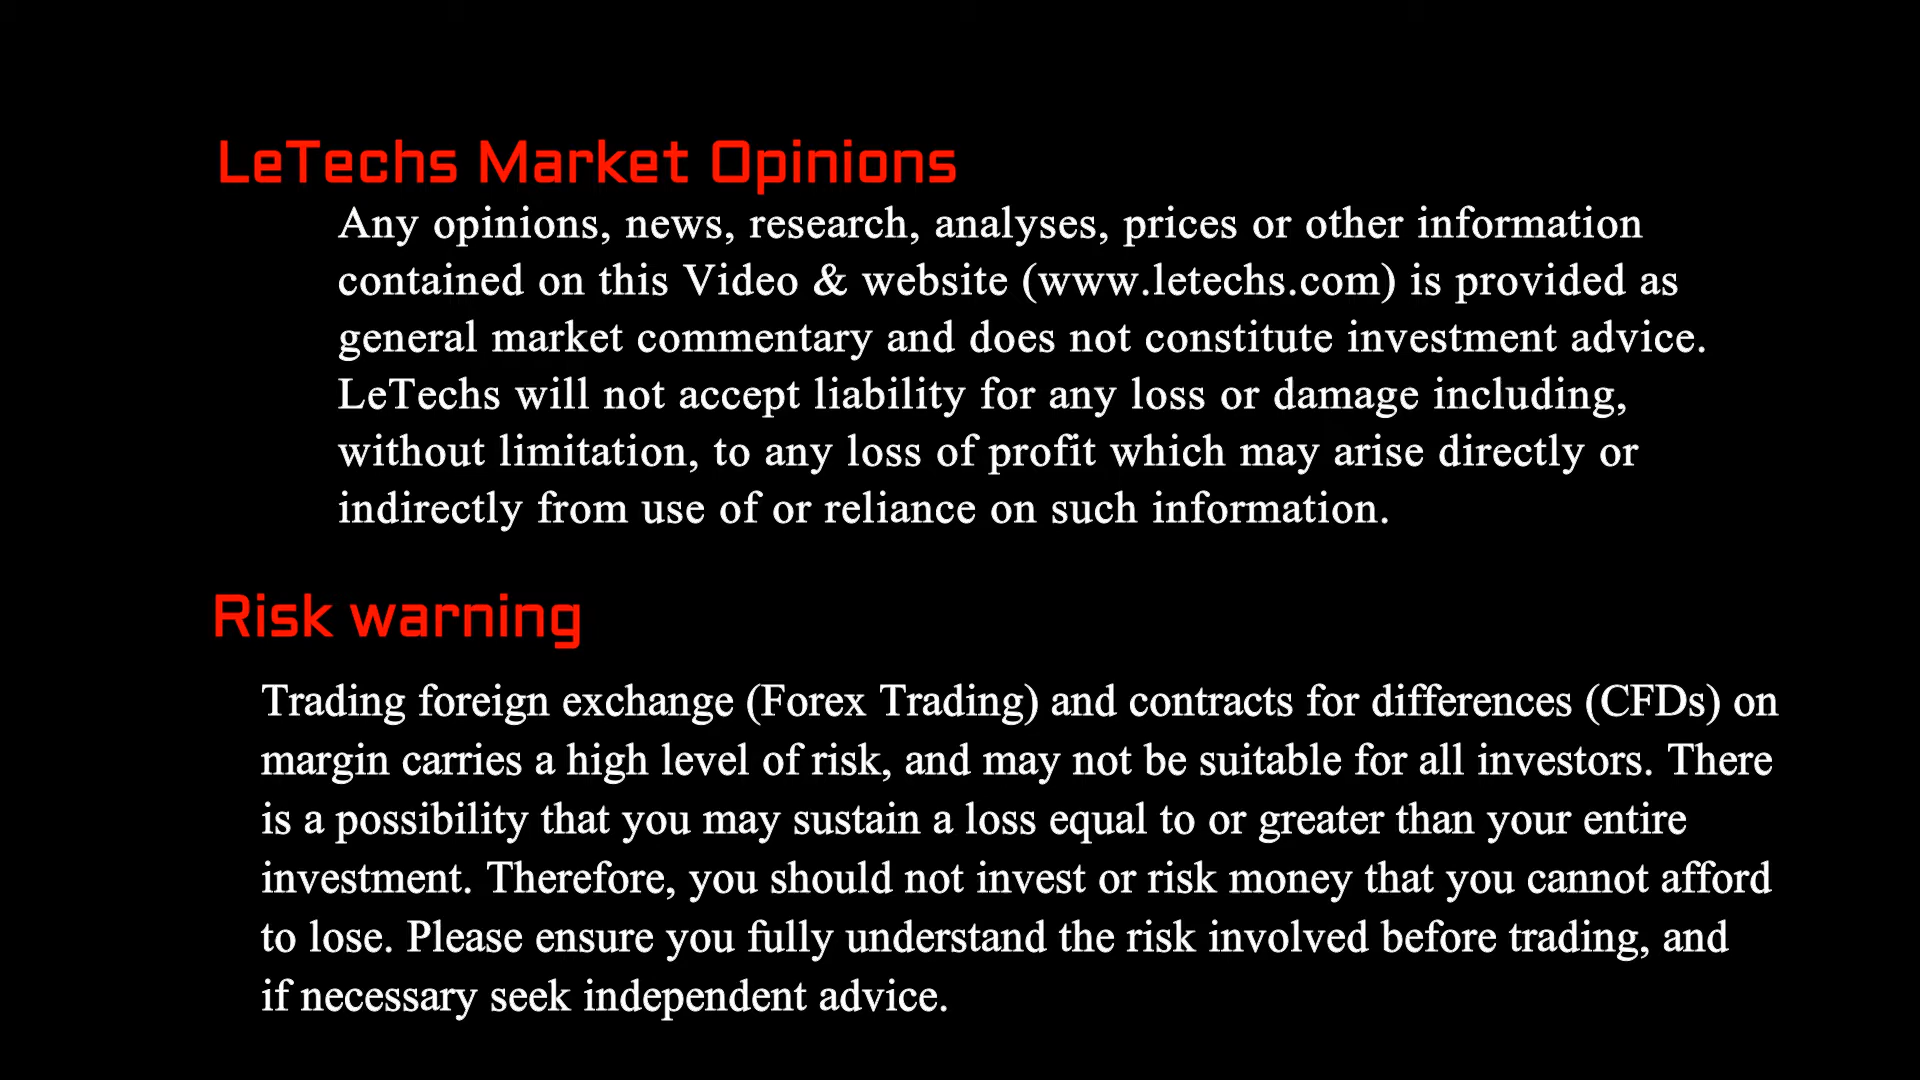 LeTechs Market Opinions
Any opinions, news, research, analyses, prices or other information
contained on this Video & website (www.letechs.com) is provided as
general market commentary and does not constitute investment advice.
LeTechs will not accept liability for any loss or damage including,
without limitation, to any loss of profit which may arise directly or
indirectly from use of or reliance on such information.
Risk warning
Trading foreign exchange (Forex Trading) and contracts for differences (CFDs) on
margin carries a high level of risk, and may not be suitable for all investors. There
is a possibility that you may sustain a loss equal to or greater than your entire
investment. Therefore, you should not invest or risk money that you cannot afford
to lose. Please ensure you fully understand the risk involved before trading, and
if necessary seek independent advice.